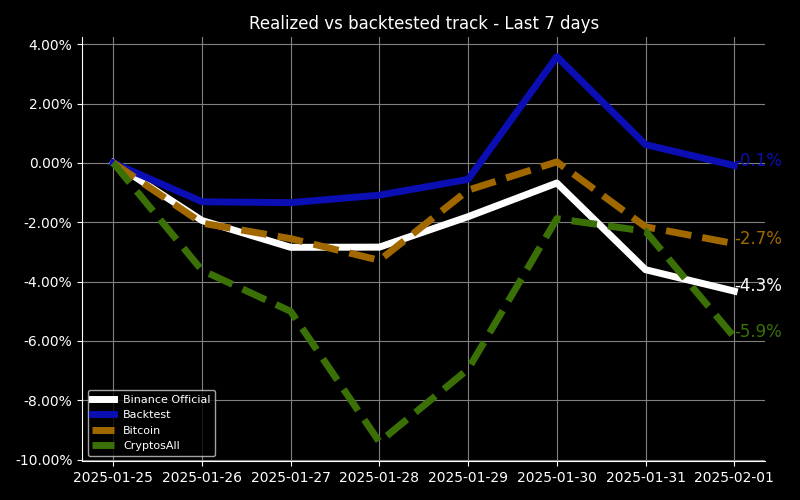 Realized vs backtested track - Last 7 days
4.00%
2.00%
0.00%
-2.00%
-4.00%
-6.00%
-8.00%
-10.00%
-0.1%
-2.7%
-4.3%
-5.9%
Binance Official
Backtest
Bitcoin
CryptosAll
2025-01-25 2025-01-26 2025-01-27 2025-01-28 2025-01-29 2025-01-30 2025-01-31 2025-02-01